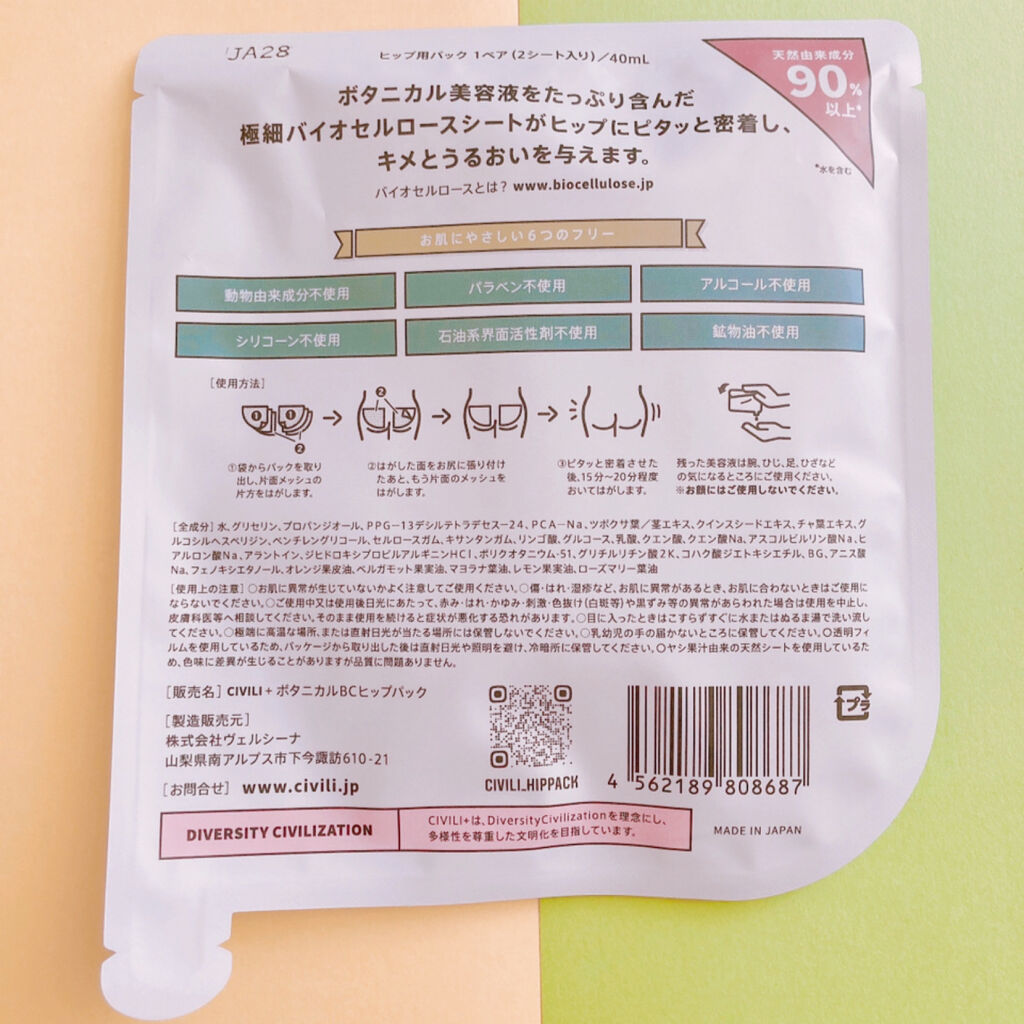 JA28
ヒップ用パック 1ペア(2シート入り)/40mL
天然由来成分
90%
以上*
*水を含む
ボタニカル美容液をたっぷり含んだ
極細バイオセルロースシートがヒップにピタッと密着し、
キメとうるおいを与えます。
バイオセルロースとは? www.biocellulose.jp
お肌にやさしい6つのフリー
動物由来成分不使用
パラベン不使用
アルコール不使用
シリコーン不使用
石油系界面活性剤不使用
鉱物油不使用
[使用方法]
①袋からパックを取り
出し、片面メッシュの
片方をはがします。
②はがした面をお尻に張り付け
たあと、もう片面のメッシュを
はがします。
③ピタッと密着させた
後、15分〜20分程度
おいてはがします。
残った美容液は腕、ひじ、足、ひざなど
の気になるところにご使用ください。
※お顔にはご使用しないでください。
[全成分]水、グリセリン、プロパンジオール、PPG-13デシルテトラデセス-24、PCA-Na、ツボクサ葉/茎エキス、クインスシードエキス、チャ葉エキス、グ
ルコシルヘスペリジン、ペンチレングリコール、セルロースガム、キサンタンガム、リンゴ酸、グルコース、乳酸、クエン酸、クエン酸Na、アスコルビルリン酸Na、ヒ
アルロン酸Na、アラントイン、ジヒドロキシプロピルアルギニンHCl、ポリクオタニウム-51、グリチルリチン酸2K、コハク酸ジエトキシエチル、BG、アニス酸
Na、フェノキシエタノール、オレンジ果皮油、ベルガモット果実油、マヨラナ葉油、レモン果実油、ローズマリー葉油
[使用上の注意]○お肌に異常が生じていないかよく注意してご使用ください。○傷・はれ・湿疹など、お肌に異常があるとき、お肌に合わないときはご使用に
ならないでください。○ご使用中又は使用後日光にあたって、赤み・はれ・かゆみ・刺激・色抜け(白斑等)や黒ずみ等の異常があらわれた場合は使用を中止し、
皮膚科医等へ相談してください。そのまま使用を続けると症状が悪化する恐れがあります。○目に入ったときはこすらずすぐに水またはぬるま湯で洗い流し
てください。○極端に高温な場所、または直射日光が当たる場所には保管しないでください。○乳幼児の手の届かないところに保管してください。○透明フィ
ルムを使用しているため、パッケージから取り出した後は直射日光や照明を避け、冷暗所に保管してください。○ヤシ果汁由来の天然シートを使用しているた
め、色味に差異が生じることがありますが品質に問題ありません。
[販売名] CIVILI+ ボタニカルBCヒップパック
[製造販売元]
株式会社ヴェルシーナ
山梨県南アルプス市下今諏訪610-21
[お問合せ] www.civili.jp
CIVILI_HIPPACK
4 562189 808687
プラ
DIVERSITY CIVILIZATION
CIVILI+は、DiversityCivilizationを理念にし、
多様性を尊重した文明化を目指しています。
MADE IN JAPAN